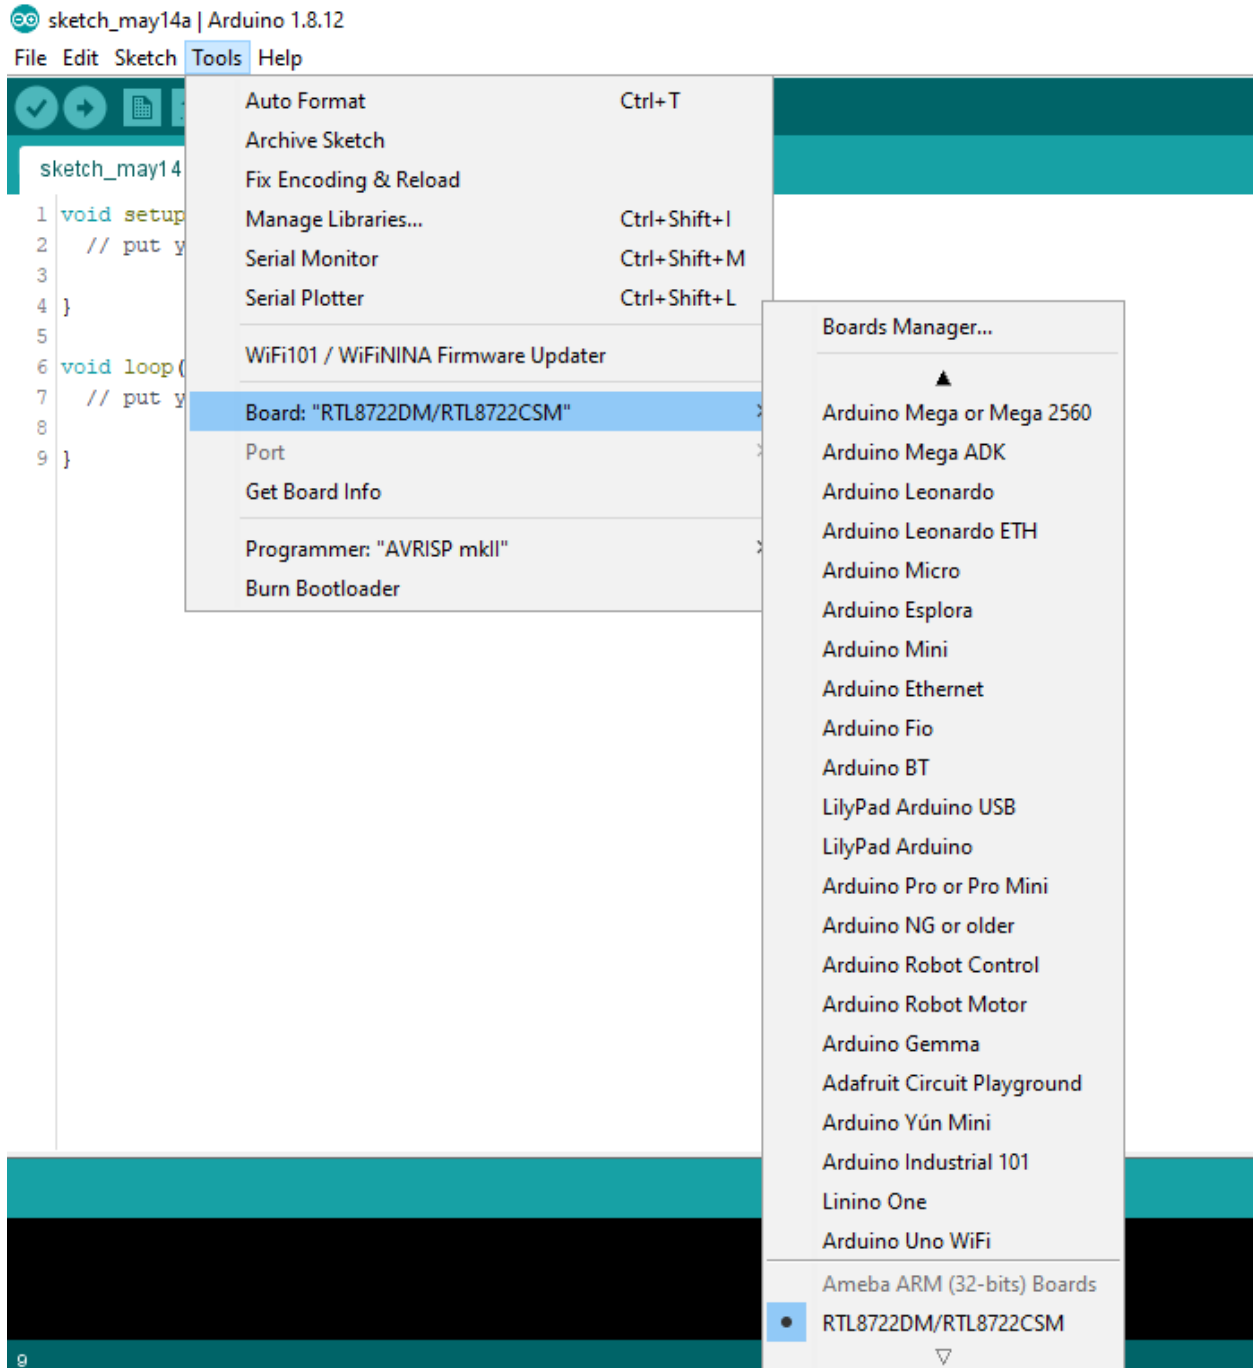 sketch_may14a | Arduino 1.8.12
File Edit Sketch Tools Help
Auto Format Ctrl+T
Archive Sketch
Fix Encoding & Reload
Manage Libraries... Ctrl+Shift+I
Serial Monitor Ctrl+Shift+M
Serial Plotter Ctrl+Shift+L
WiFi101 / WiFiNINA Firmware Updater
Board: "RTL8722DM/RTL8722CSM"
Port
Get Board Info
Programmer: "AVRISP mkII"
Burn Bootloader
sketch_may14
1 void setup
2 // put y
3
4 }
5
6 void loop(
7 // put y
8
9 }
Boards Manager...
Arduino Mega or Mega 2560
Arduino Mega ADK
Arduino Leonardo
Arduino Leonardo ETH
Arduino Micro
Arduino Esplora
Arduino Mini
Arduino Ethernet
Arduino Fio
Arduino BT
LilyPad Arduino USB
LilyPad Arduino
Arduino Pro or Pro Mini
Arduino NG or older
Arduino Robot Control
Arduino Robot Motor
Arduino Gemma
Adafruit Circuit Playground
Arduino Yún Mini
Arduino Industrial 101
Linino One
Arduino Uno WiFi
Ameba ARM (32-bits) Boards
RTL8722DM/RTL8722CSM
9